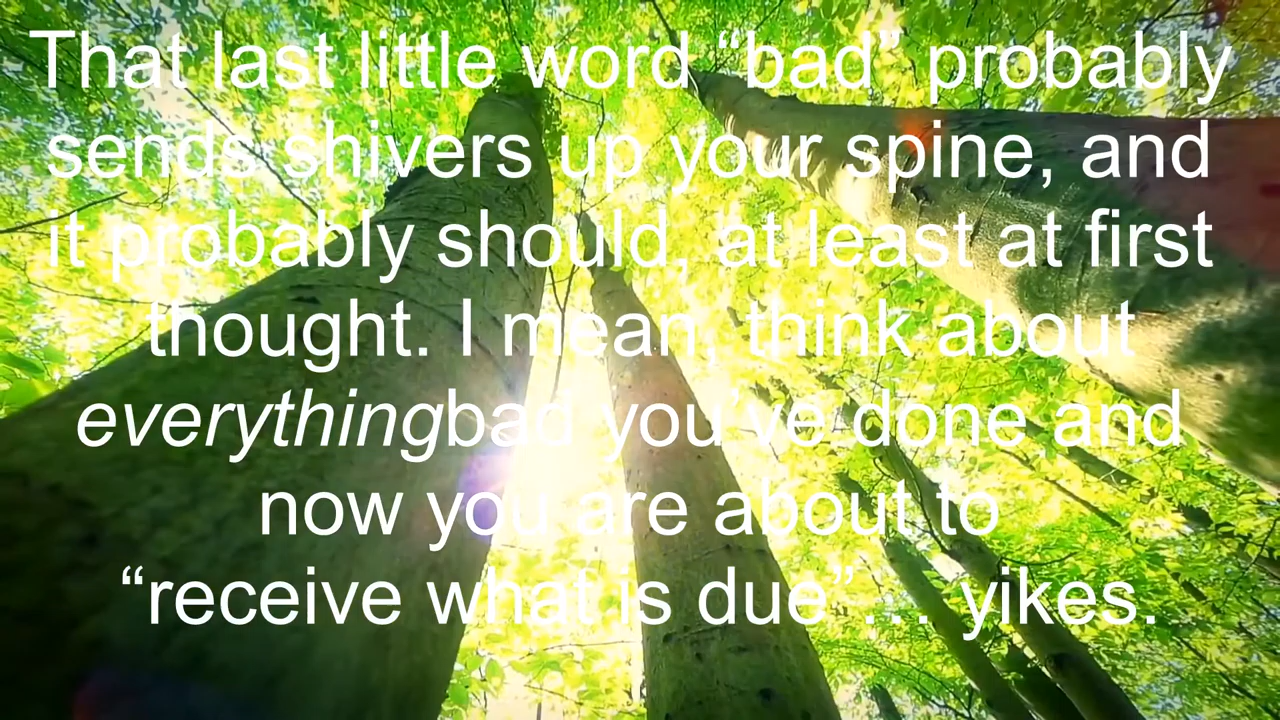 That last little word “bad” probably
sends shivers up your spine, and
it probably should, at least at first
thought. I mean, think about
everythingbad you’ve done and
now you are about to
“receive what is due”… yikes.